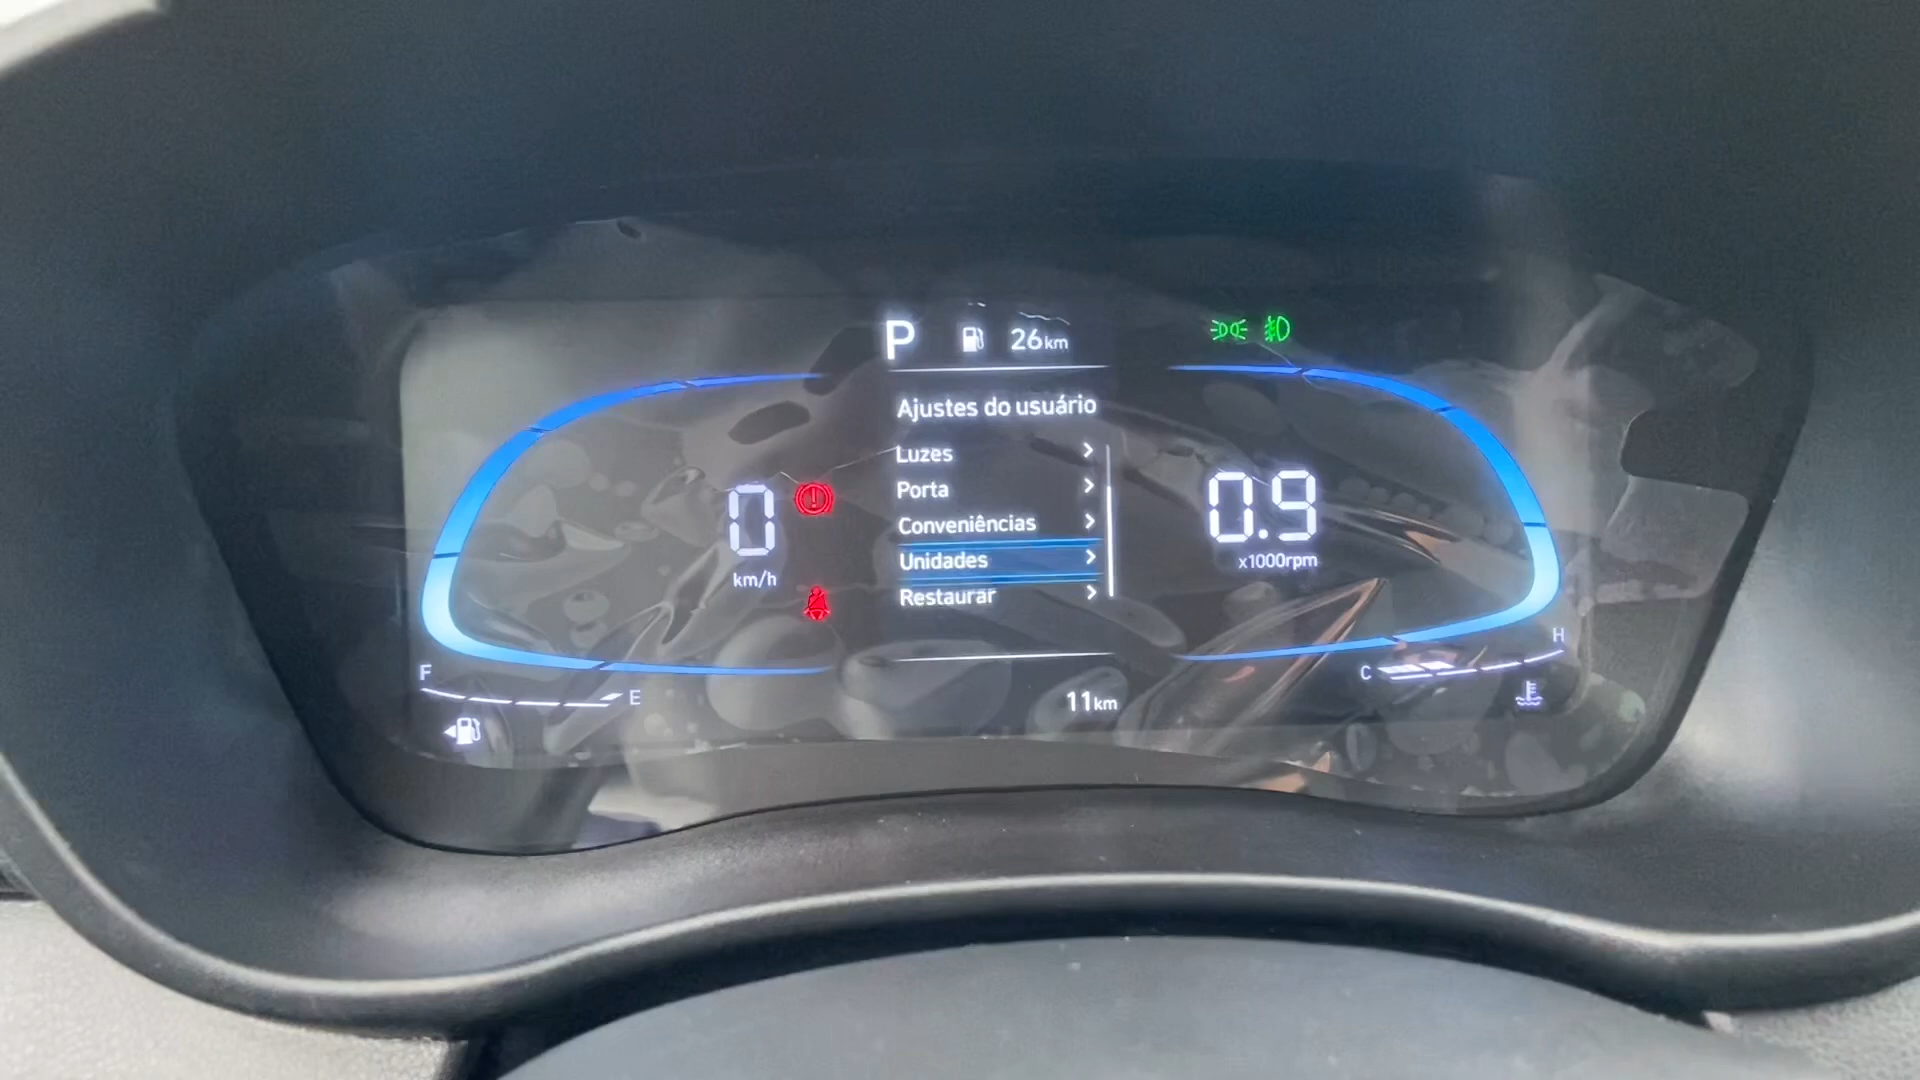 P 26km
Ajustes do usuário
Luzes
Porta
Conveniências
Unidades
Restaurar
0
km/h
0.9
x1000rpm
F E
C H
11km